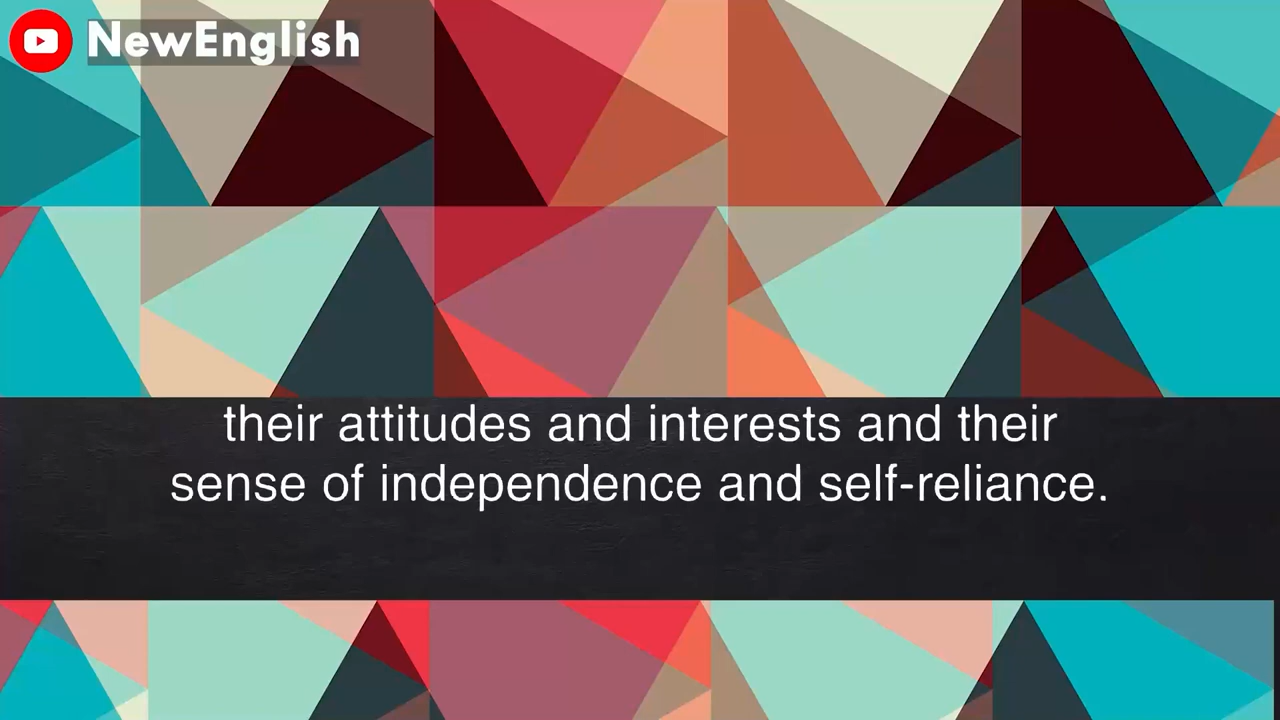 NewEnglish
their attitudes and interests and their
sense of independence and self-reliance.